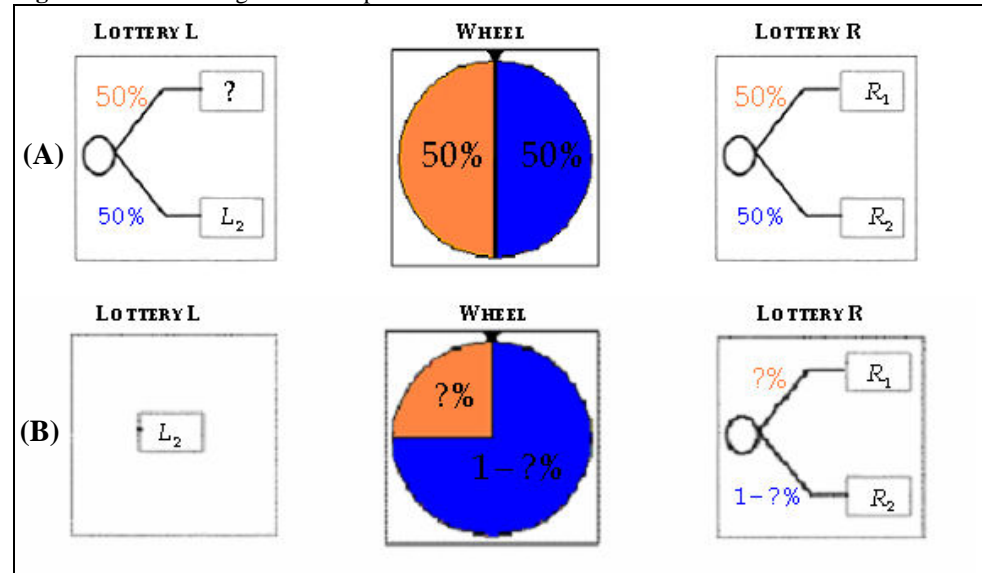 LOTTERY L WHEEL LOTTERY R
50% ? 50% R1
(A) 50% 50%
50% L2 50% R2
LOTTERY L WHEEL LOTTERY R
?% ?% R1
(B) L2
1-?% 1-?% R2